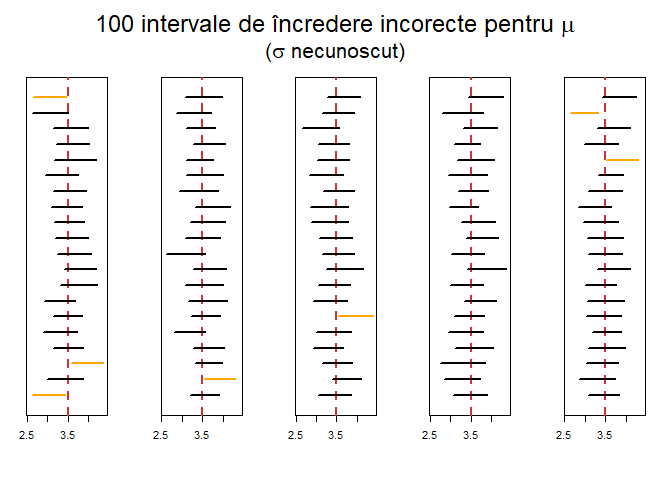 100 intervale de încredere incorecte pentru μ
(σ necunoscut)
2.5 3.5 2.5 3.5 2.5 3.5 2.5 3.5 2.5 3.5